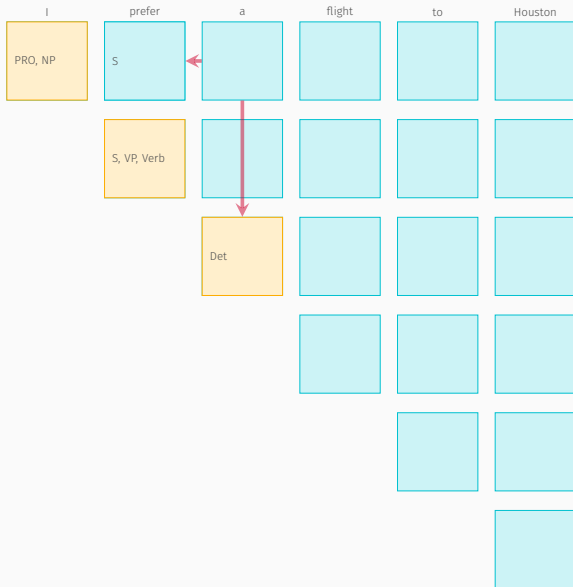 I prefer a flight to Houston
PRO, NP S
S, VP, Verb
Det